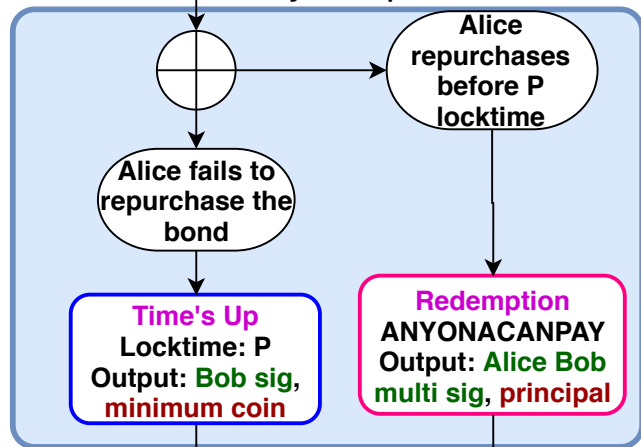 Alice
repurchases
before P
locktime
Alice fails to
repurchase the
bond
Time's Up
Locktime: P
Output: Bob sig,
minimum coin
Redemption
ANYONACANPAY
Output: Alice Bob
multi sig, principal